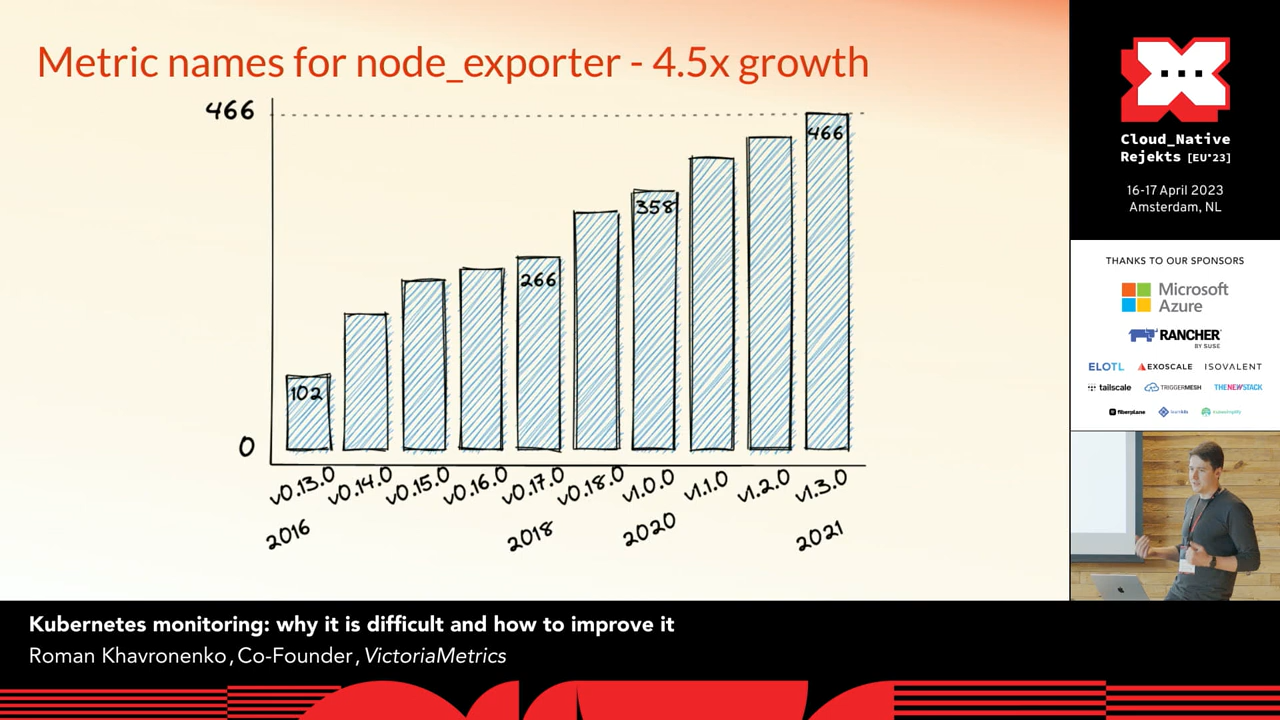 Metric names for node_exporter - 4.5x growth
466
466
358
266
102
0
v0.13.0 v0.14.0 v0.15.0 v0.16.0 v0.17.0 v0.18.0 v1.0.0 v1.1.0 v1.2.0 v1.3.0
2016 2018 2020 2021
Cloud_Native
Rejekts [EU*23]
16-17 April 2023
Amsterdam, NL
THANKS TO OUR SPONSORS
Microsoft
Azure
RANCHER
BY SUSE
ELOTL EXOSCALE ISOVALENT
tailscale TRIGGERMESH THENEWSTACK
fiberplane
Kubernetes monitoring: why it is difficult and how to improve it
Roman Khavronenko, Co-Founder, VictoriaMetrics